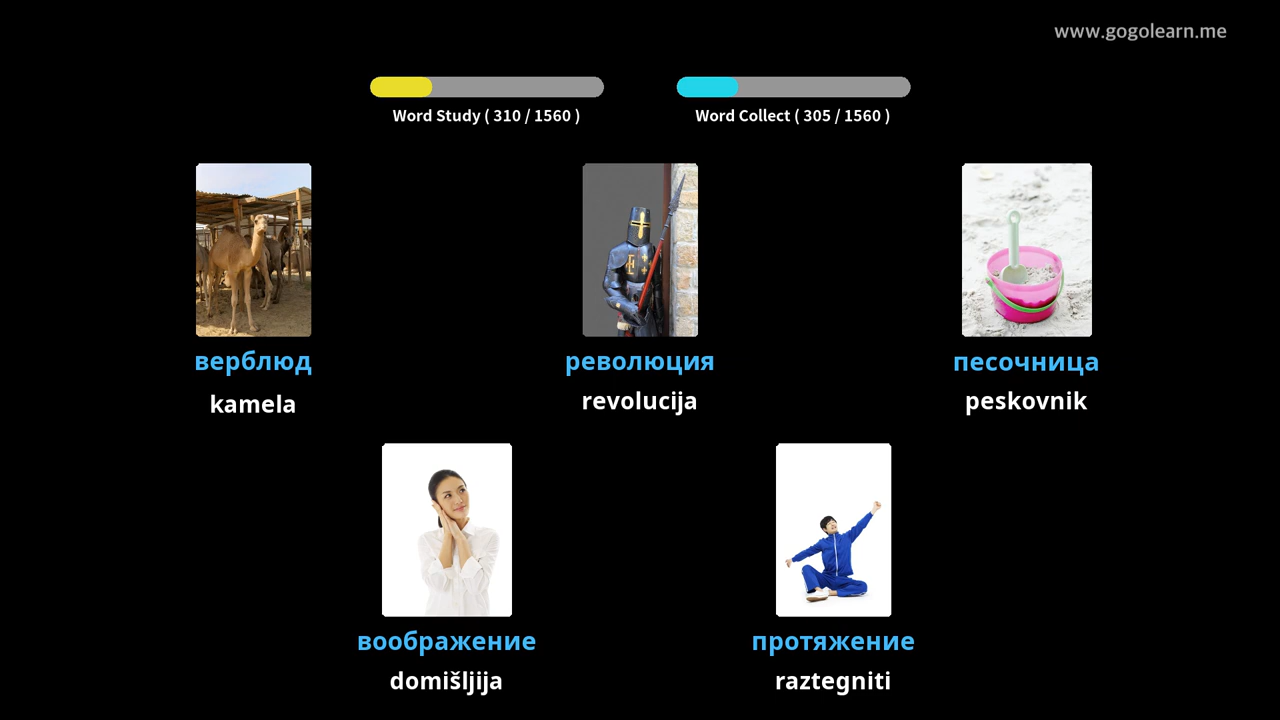 www.gogolearn.me
Word Study ( 310 / 1560 )
Word Collect ( 305 / 1560 )
верблюд
kamela
революция
revolucija
песочница
peskovnik
воображение
domišljija
протяжение
raztegniti